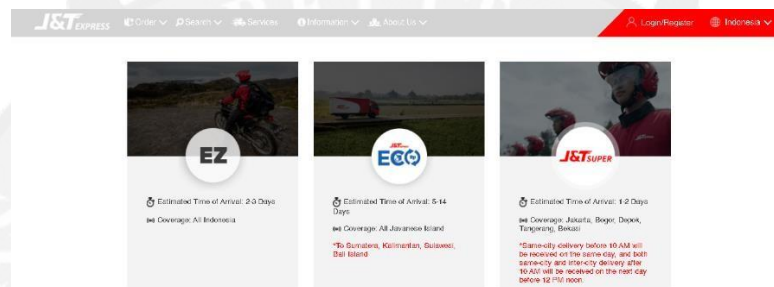 J&T EXPRESS Order Search Services Information About Us Login/Register Indonesia
EZ
Estimated Time of Arrival: 2-3 Days
Coverage: All Indonesia
J&T
ECO
Estimated Time of Arrival: 5-14
Days
Coverage: All Javanese Island
*To Sumatera, Kalimantan, Sulawesi,
Bali Island
J&T SUPER
Estimated Time of Arrival: 1-2 Days
Coverage: Jakarta, Bogor, Depok,
Tangerang, Bekasi
*Same-city delivery before 10 AM will
be received on the same day, and both
same-city and inter-city delivery after
10 AM will be received on the next day
before 12 PM noon.